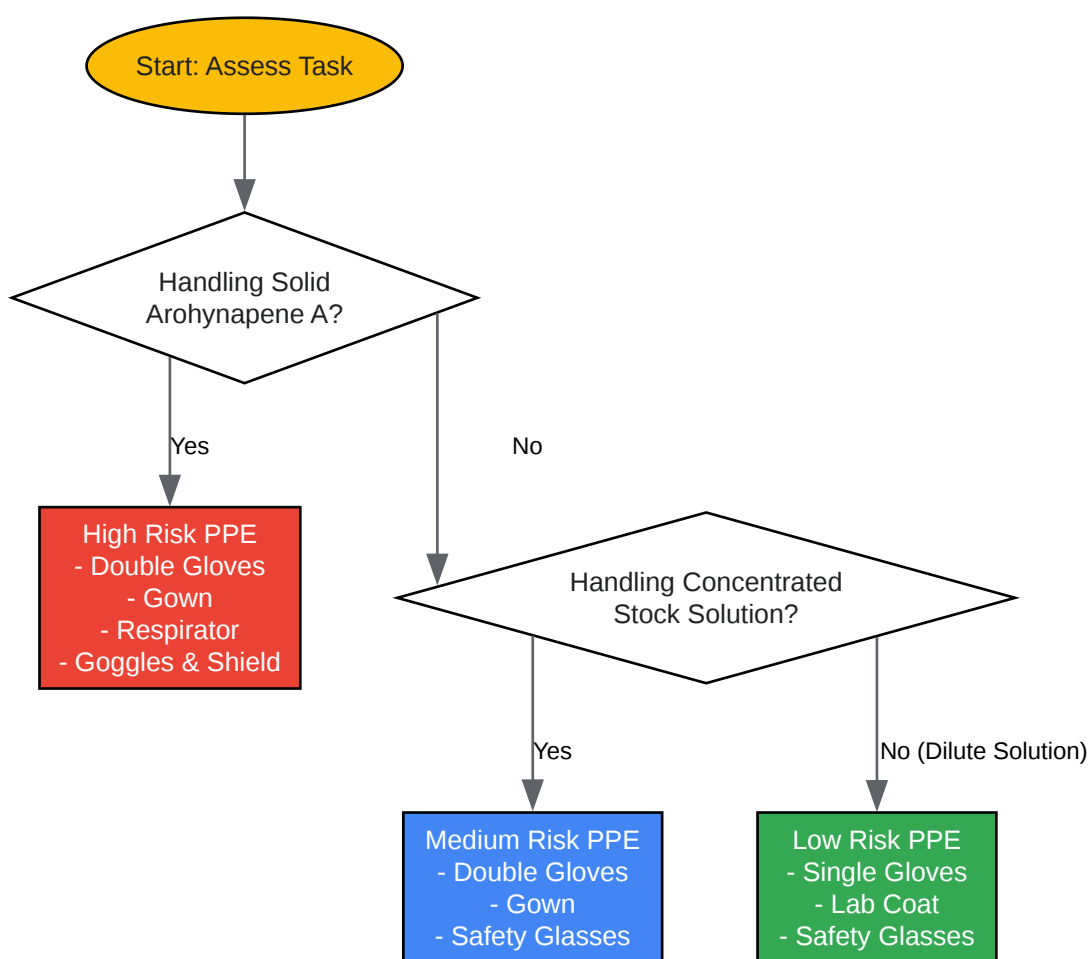 Start: Assess Task
Handling Solid
Arohynapene A?
Yes
No
High Risk PPE
- Double Gloves
- Gown
- Respirator
- Goggles & Shield
Handling Concentrated
Stock Solution?
Yes
No (Dilute Solution)
Medium Risk PPE
- Double Gloves
- Gown
- Safety Glasses
Low Risk PPE
- Single Gloves
- Lab Coat
- Safety Glasses